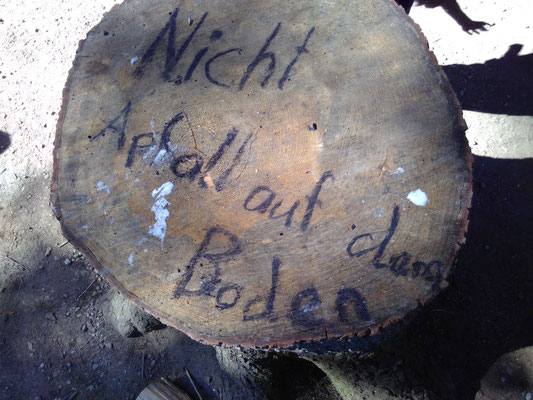 Nicht
Apfall auf dem
Boden